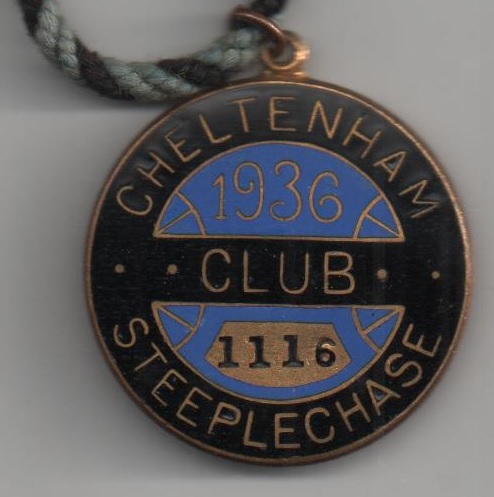 CHELTENHAM
1936
CLUB
1116
STEEPLECHASE